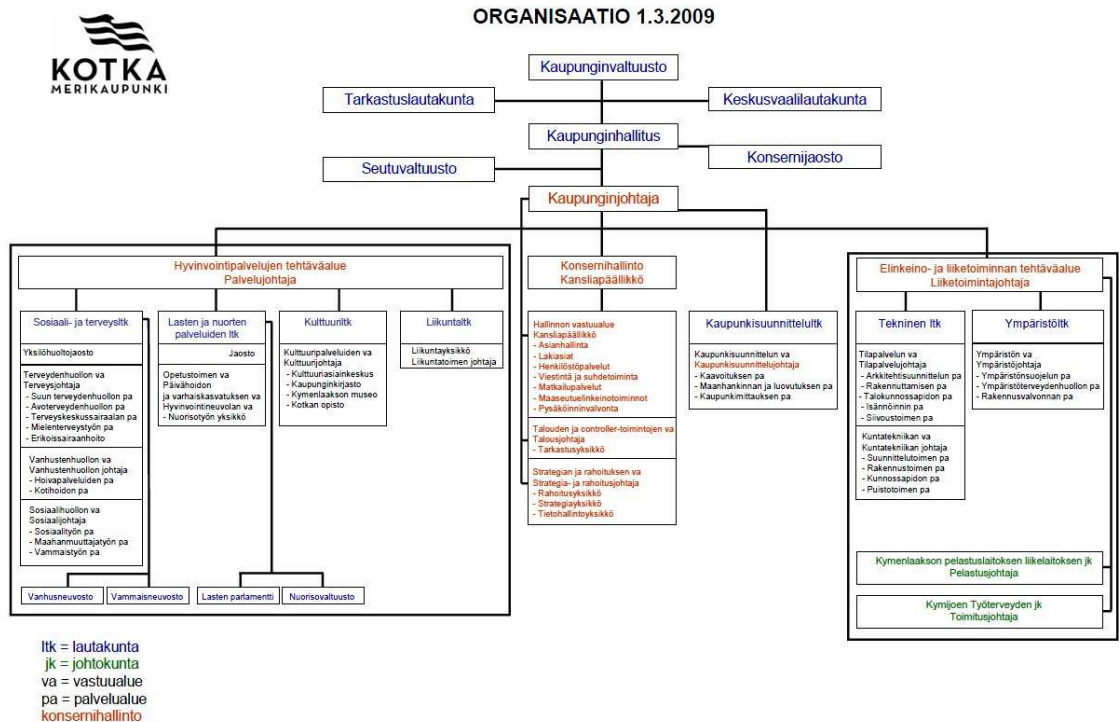 ORGANISAATIO 1.3.2009
KOTKA
MERIKAUPUNKI
Kaupunginvaltuusto
Tarkastuslautakunta
Keskusvaalilautakunta
Kaupunginhallitus
Konsernijaosto
Seutuvaltuusto
Kaupunginjohtaja
Hyvinvointipalvelujen tehtäväalue
Palvelujohtaja
Sosiaali- ja terveysltk
Yksilöhuoltojaosto
Terveydenhuollon va
Terveysjohtaja
- Suun terveydenhuollon pa
- Avoterveydenhuollon pa
- Terveyskeskussairaalan pa
- Mielenterveystyön pa
- Erikoissairaanhoito
Vanhustenhuollon va
Vanhustenhuollon johtaja
- Hoivapalveluiden pa
- Kotihoidon pa
Sosiaalihuollon va
Sosiaalijohtaja
- Sosiaalityön pa
- Maahanmuuttajatyön pa
- Vammaistyön pa
Vanhusneuvosto
Vammaisneuvosto
Lasten ja nuorten
palveluiden ltk
Jaosto
Opetustoimen va
Päivähoidon
ja varhaiskasvatuksen va
Hyvinvointineuvolan va
- Nuorisotyön yksikkö
Lasten parlamentti
Nuorisovaltuusto
Kulttuuriltk
Kulttuuripalveluiden va
Kulttuurijohtaja
- Kulttuuriasiainkeskus
- Kaupunginkirjasto
- Kymenlaakson museo
- Kotkan opisto
Liikuntaltk
Liikuntayksikkö
Liikuntatoimen johtaja
Konsernihallinto
Kansliapäällikkö
Hallinnon vastuualue
Kansliapäällikkö
- Asianhallinta
- Lakiasiat
- Henkilöstöpalvelut
- Viestintä ja suhdetoiminta
- Matkailupalvelut
- Maaseutuelinkeinotoiminnot
- Pysäköinninvalvonta
Talouden ja controller-toimintojen va
Talousjohtaja
- Tarkastusyksikkö
Strategian ja rahoituksen va
Strategia- ja rahoitusjohtaja
- Rahoitusyksikkö
- Strategiayksikkö
- Tietohallintoyksikkö
Kaupunkisuunnittelultk
Kaupunkisuunnittelun va
Kaupunkisuunnittelujohtaja
- Kaavoituksen pa
- Maanhankinnan ja luovutuksen pa
- Kaupunkimittauksen pa
Elinkeino- ja liiketoiminnan tehtäväalue
Liiketoimintajohtaja
Tekninen ltk
Tilapalvelun va
Tilapalvelujohtaja
- Arkkitehtisuunnittelun pa
- Rakennuttamisen pa
- Talokunnossapidon pa
- Isännöinnin pa
- Siivoustoimen pa
Kuntatekniikan va
Kuntatekniikan johtaja
- Suunnittelutoimen pa
- Rakennustoimen pa
- Kunnossapidon pa
- Puistotoimen pa
Ympäristöltk
Ympäristön va
Ympäristöjohtaja
- Ympäristönsuojelun pa
- Ympäristöterveydenhuollon pa
- Rakennusvalvonnan pa
Kymenlaakson pelastuslaitoksen liikelaitoksen jk
Pelastusjohtaja
Kymijoen Työterveyden jk
Toimitusjohtaja
ltk = lautakunta
jk = johtokunta
va = vastuualue
pa = palvelualue
konsernihallinto